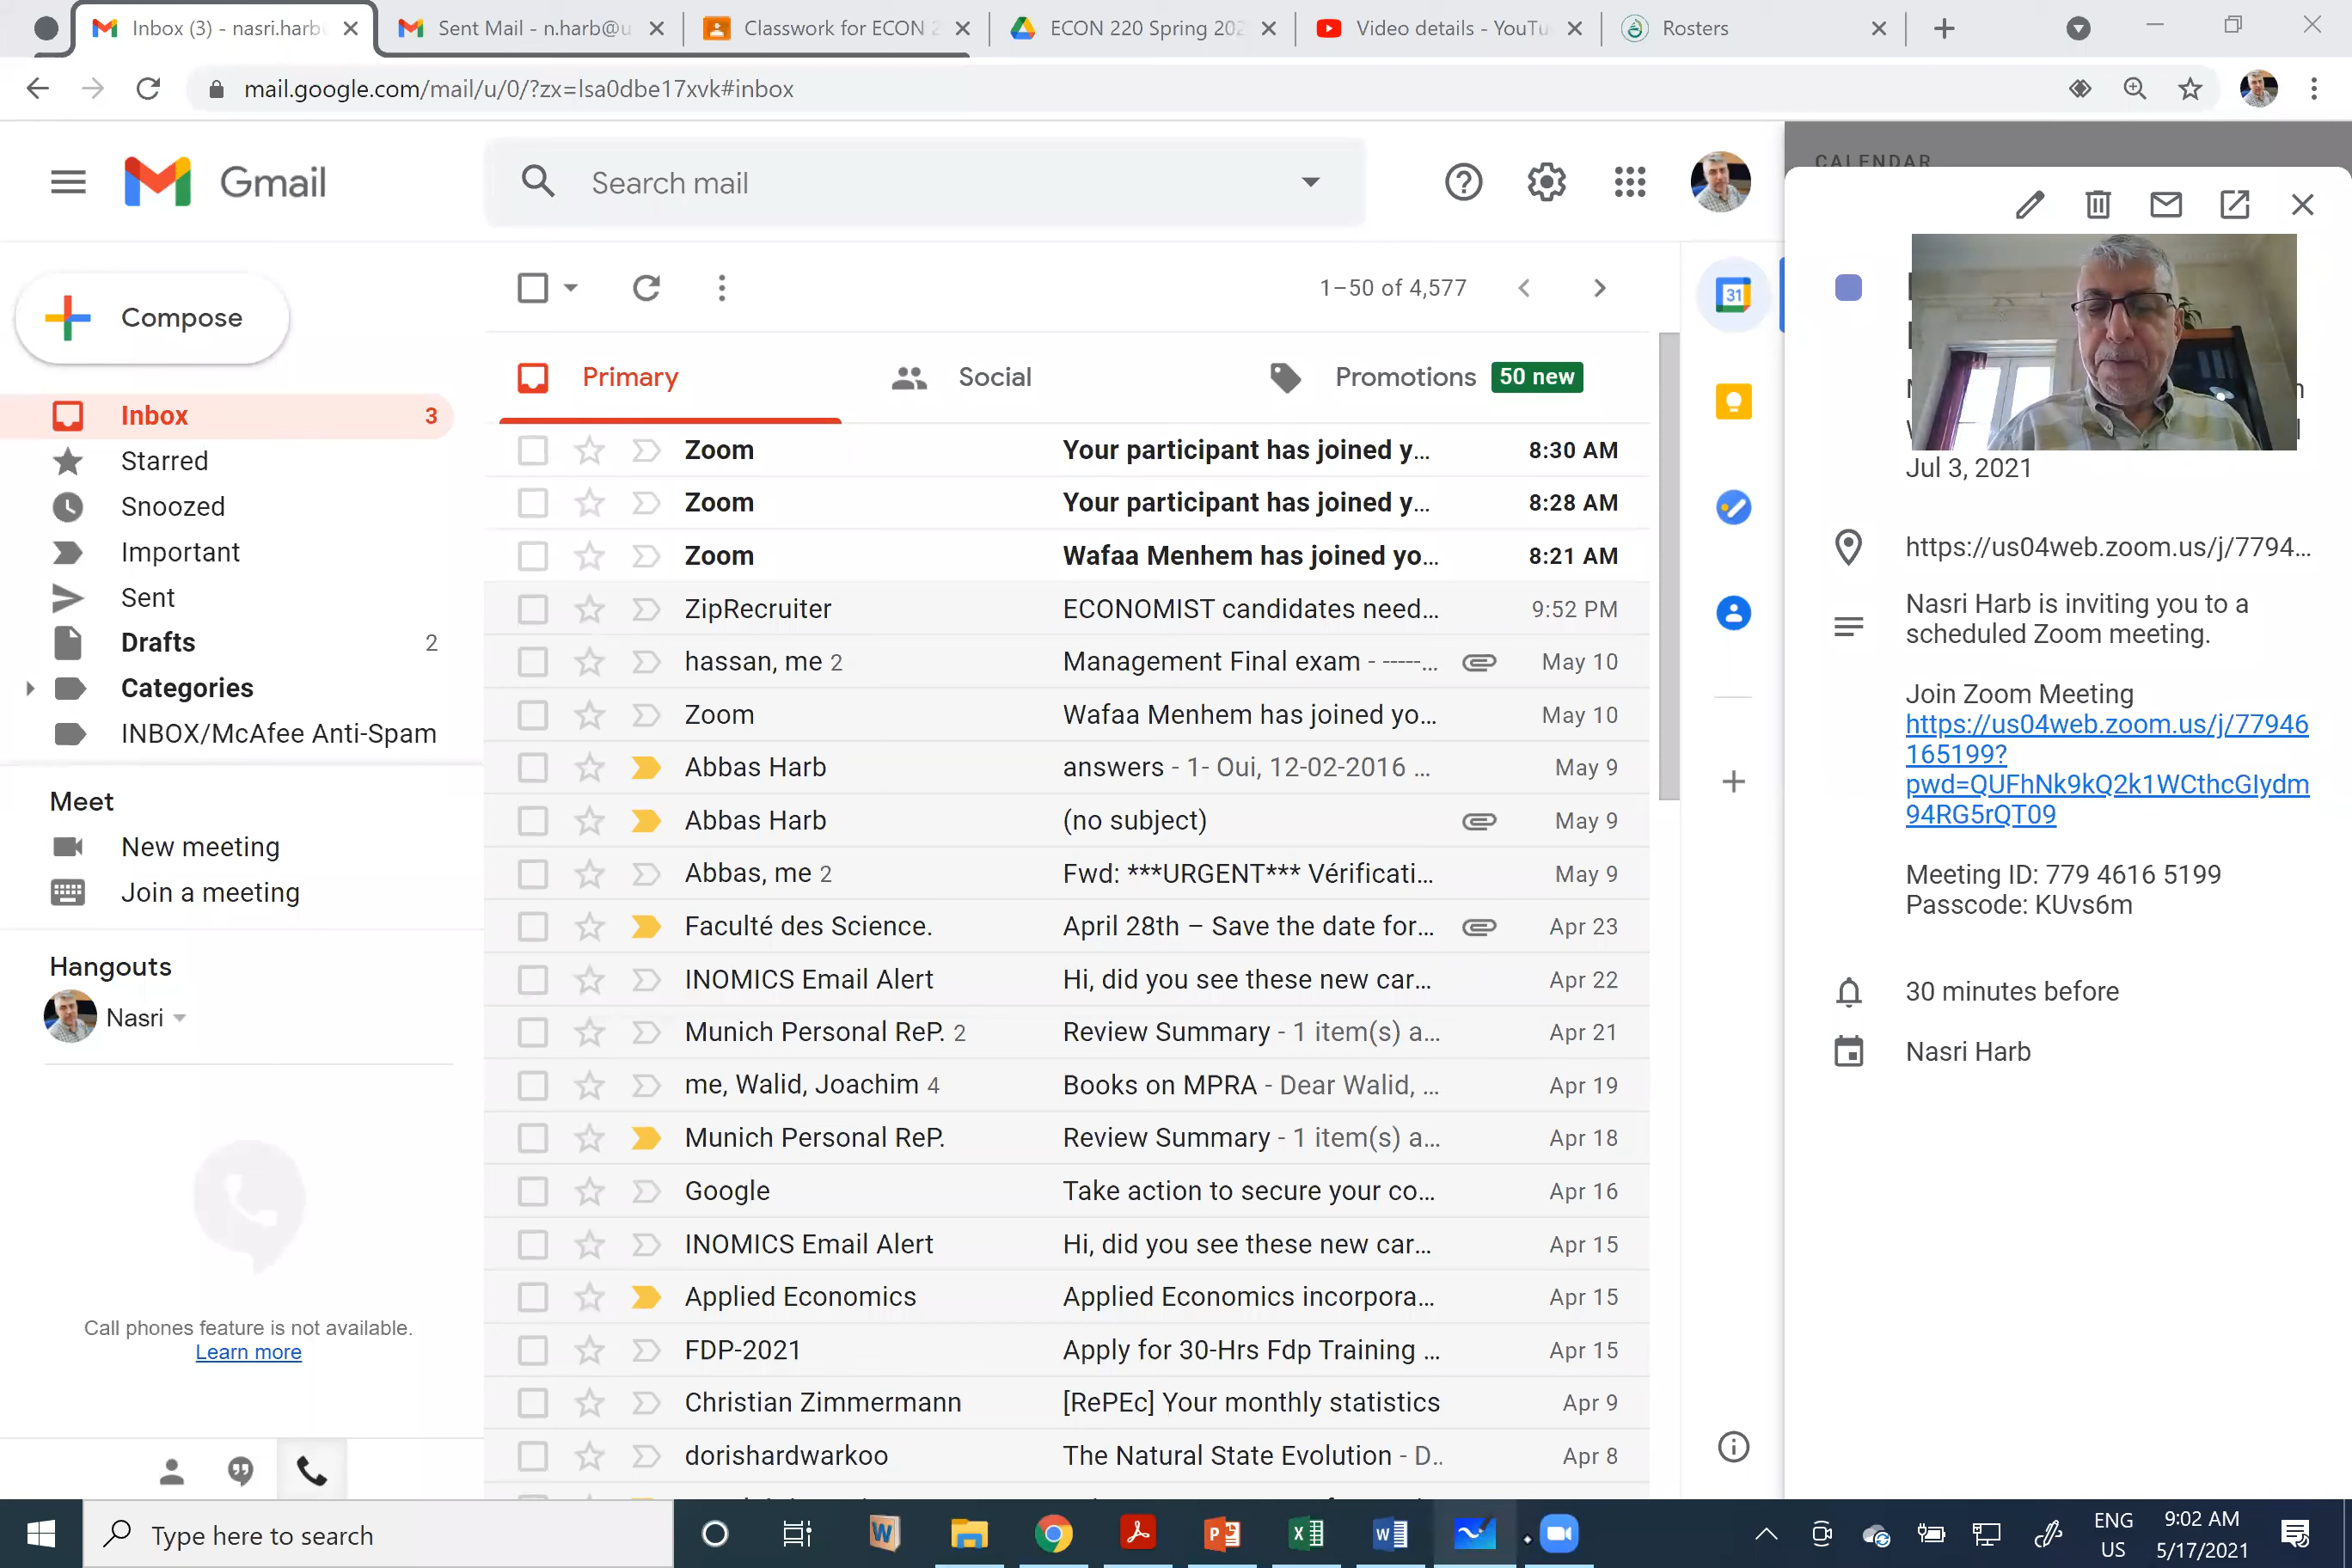 Inbox (3) - nasri.harb
Sent Mail - n.harb@u
Classwork for ECON 2
ECON 220 Spring 202
Video details - YouTu
Rosters
mail.google.com/mail/u/0/?zx=lsa0dbe17xvk#inbox
Gmail
Search mail
CALENDAR
Compose
1–50 of 4,577
31
Primary
Social
Promotions 50 new
Inbox 3
Starred
Snoozed
Important
Sent
Drafts 2
Categories
INBOX/McAfee Anti-Spam
Meet
New meeting
Join a meeting
Hangouts
Nasri
Call phones feature is not available.
Learn more
Zoom Your participant has joined y... 8:30 AM
Zoom Your participant has joined y... 8:28 AM
Zoom Wafaa Menhem has joined yo... 8:21 AM
ZipRecruiter ECONOMIST candidates need... 9:52 PM
hassan, me 2 Management Final exam - -----... May 10
Zoom Wafaa Menhem has joined yo... May 10
Abbas Harb answers - 1- Oui, 12-02-2016 ... May 9
Abbas Harb (no subject) May 9
Abbas, me 2 Fwd: ***URGENT*** Vérificati... May 9
Faculté des Science. April 28th – Save the date for... Apr 23
INOMICS Email Alert Hi, did you see these new car... Apr 22
Munich Personal ReP. 2 Review Summary - 1 item(s) a... Apr 21
me, Walid, Joachim 4 Books on MPRA - Dear Walid, ... Apr 19
Munich Personal ReP. Review Summary - 1 item(s) a... Apr 18
Google Take action to secure your co... Apr 16
INOMICS Email Alert Hi, did you see these new car... Apr 15
Applied Economics Applied Economics incorpora... Apr 15
FDP-2021 Apply for 30-Hrs Fdp Training ... Apr 15
Christian Zimmermann [RePEc] Your monthly statistics Apr 9
dorishardwarkoo The Natural State Evolution - D.. Apr 8
Jul 3, 2021
https://us04web.zoom.us/j/7794...
Nasri Harb is inviting you to a
scheduled Zoom meeting.
Join Zoom Meeting
https://us04web.zoom.us/j/77946
165199?
pwd=QUFhNk9kQ2k1WCthcGIydm
94RG5rQT09
Meeting ID: 779 4616 5199
Passcode: KUvs6m
30 minutes before
Nasri Harb
Type here to search
ENG
US
9:02 AM
5/17/2021